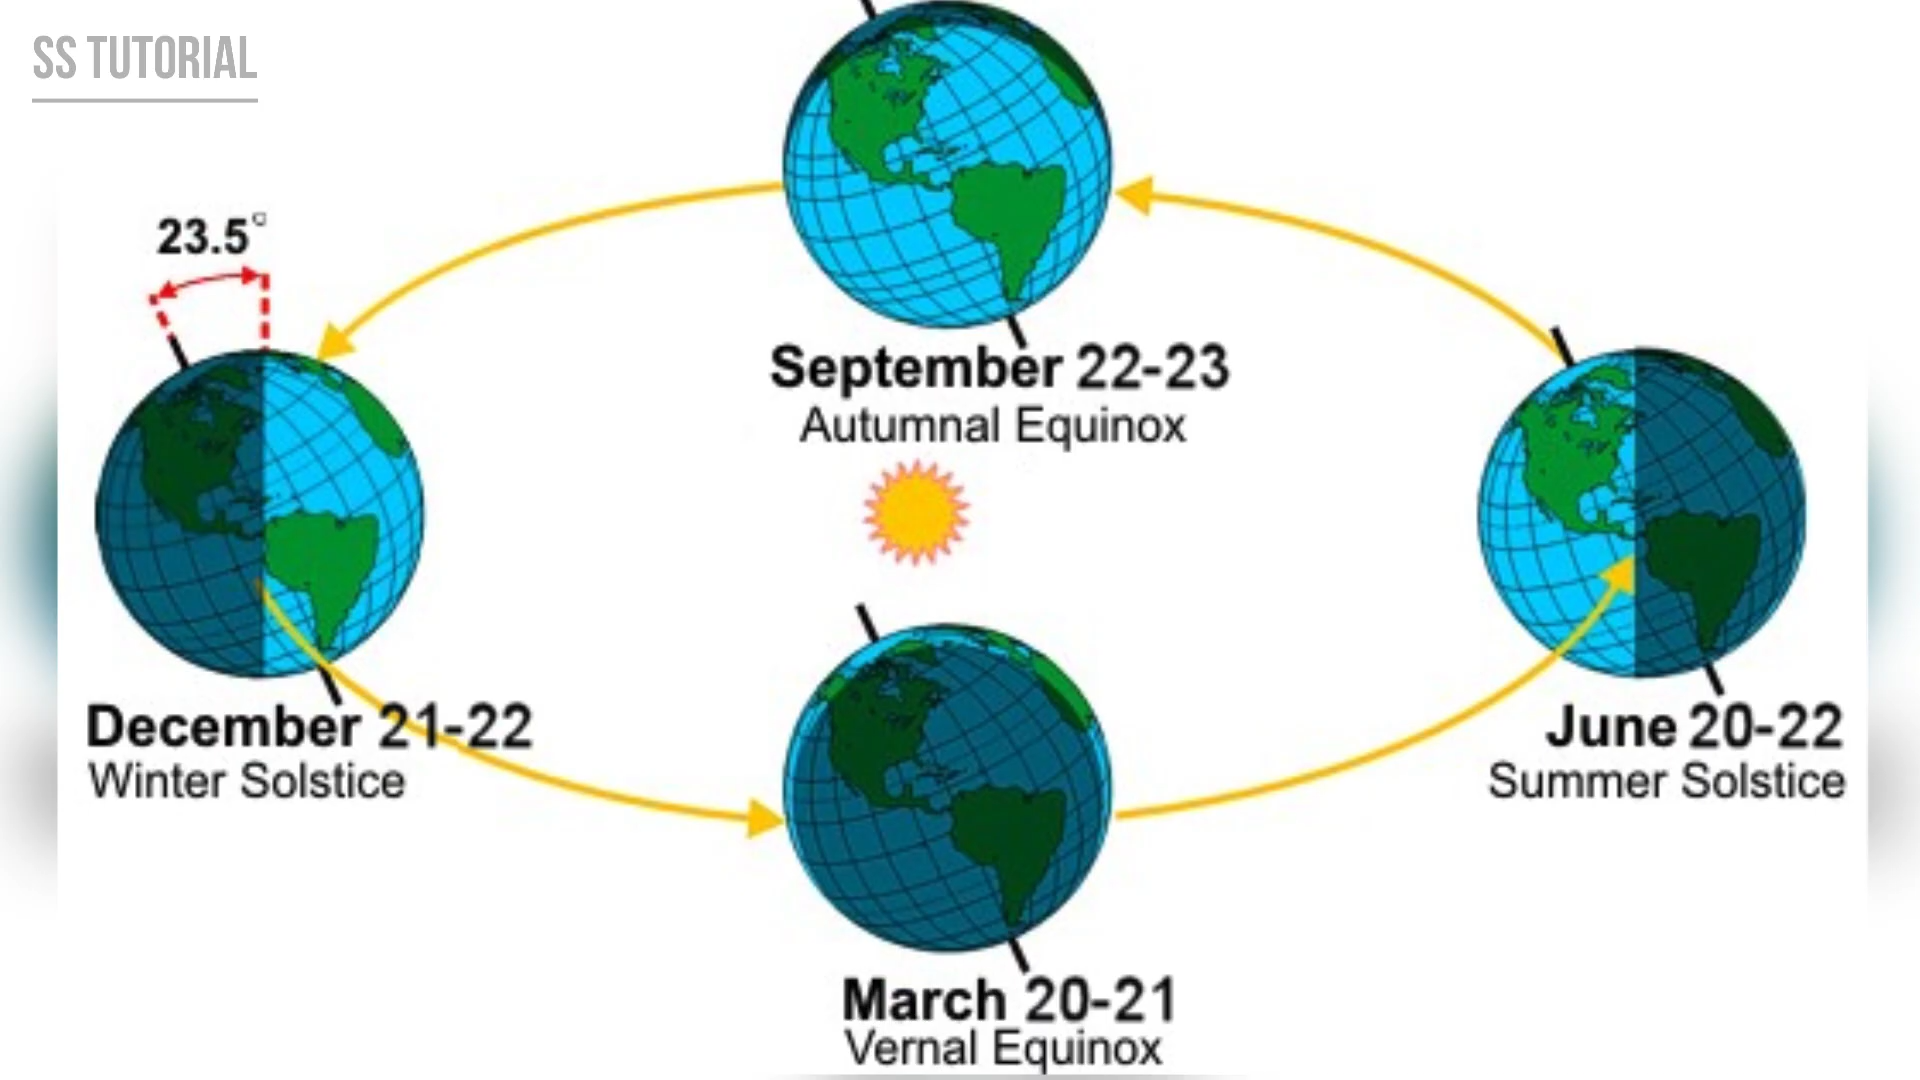 SS TUTORIAL
23.5°
September 22-23
Autumnal Equinox
December 21-22
Winter Solstice
June 20-22
Summer Solstice
March 20-21
Vernal Equinox